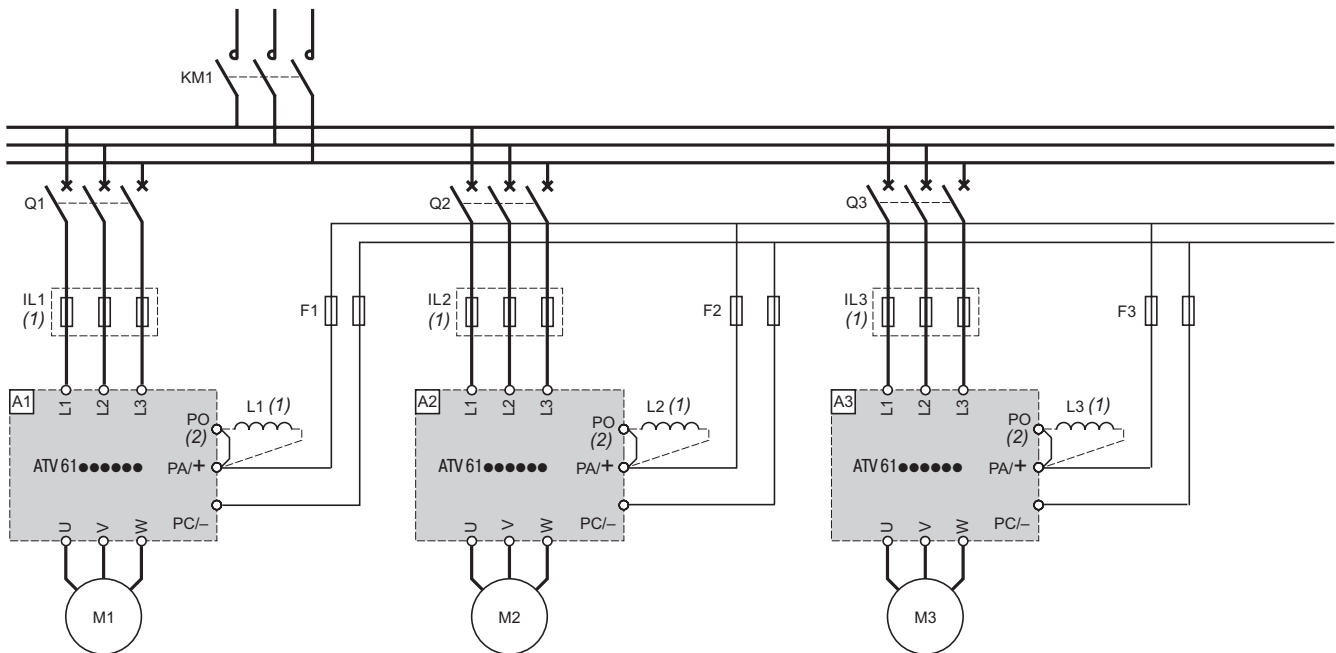 KM1
Q1
Q2
Q3
IL1
(1)
F1
IL2
(1)
F2
IL3
(1)
F3
A1
L1
L2
L3
PO
(2)
L1 (1)
ATV 61●●●●●●
PA/+
PC/–
U
V
W
M1
A2
L1
L2
L3
PO
(2)
L2 (1)
ATV 61●●●●●●
PA/+
PC/–
U
V
W
M2
A3
L1
L2
L3
PO
(2)
L3 (1)
ATV 61●●●●●●
PA/+
PC/–
U
V
W
M3